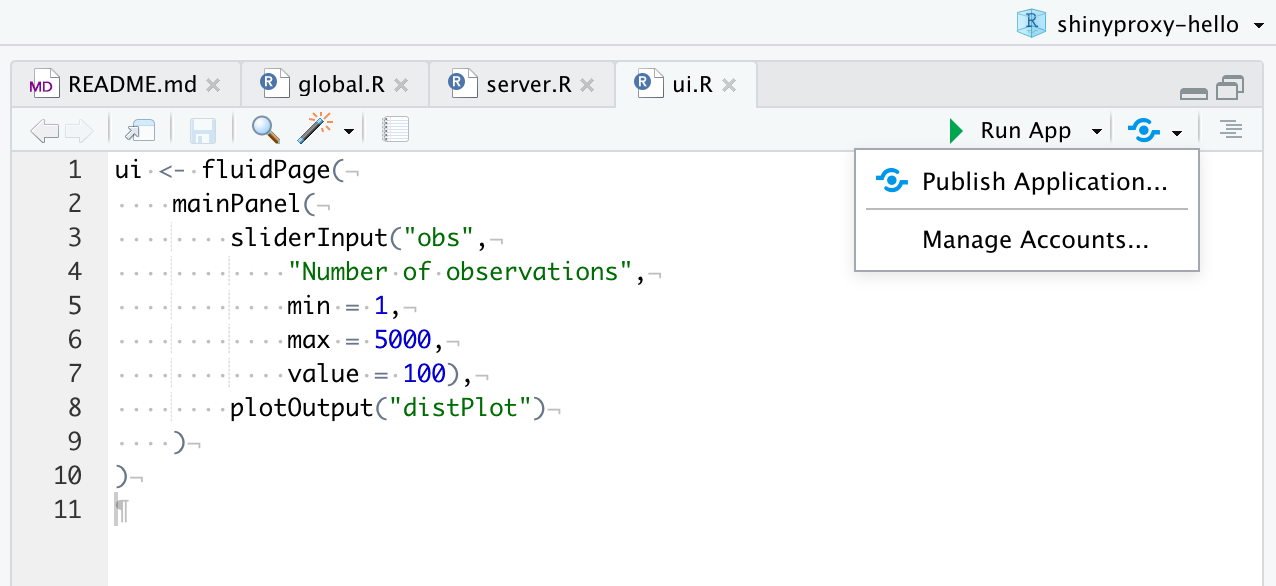 shinyproxy-hello
README.md global.R server.R ui.R
Run App
Publish Application...
Manage Accounts...
1 ui <- fluidPage(
2 mainPanel(
3 sliderInput("obs",
4 "Number of observations",
5 min = 1,
6 max = 5000,
7 value = 100),
8 plotOutput("distPlot")
9 )
10 )
11